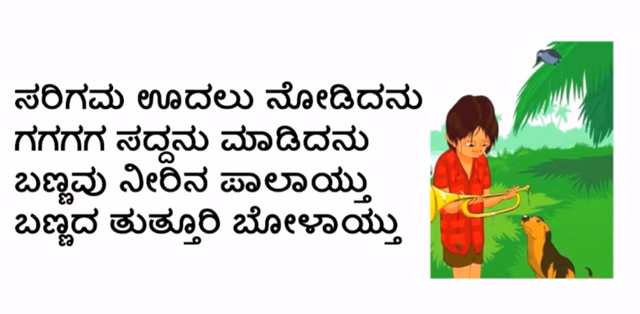 ಸರಿಗಮ ಊದಲು ನೋಡಿದನು
ಗಗಗಗ ಸದ್ದನು ಮಾಡಿದನು
ಬಣ್ಣವು ನೀರಿನ ಪಾಲಾಯ್ತು
ಬಣ್ಣದ ತುತ್ತೂರಿ ಬೋಳಾಯ್ತು